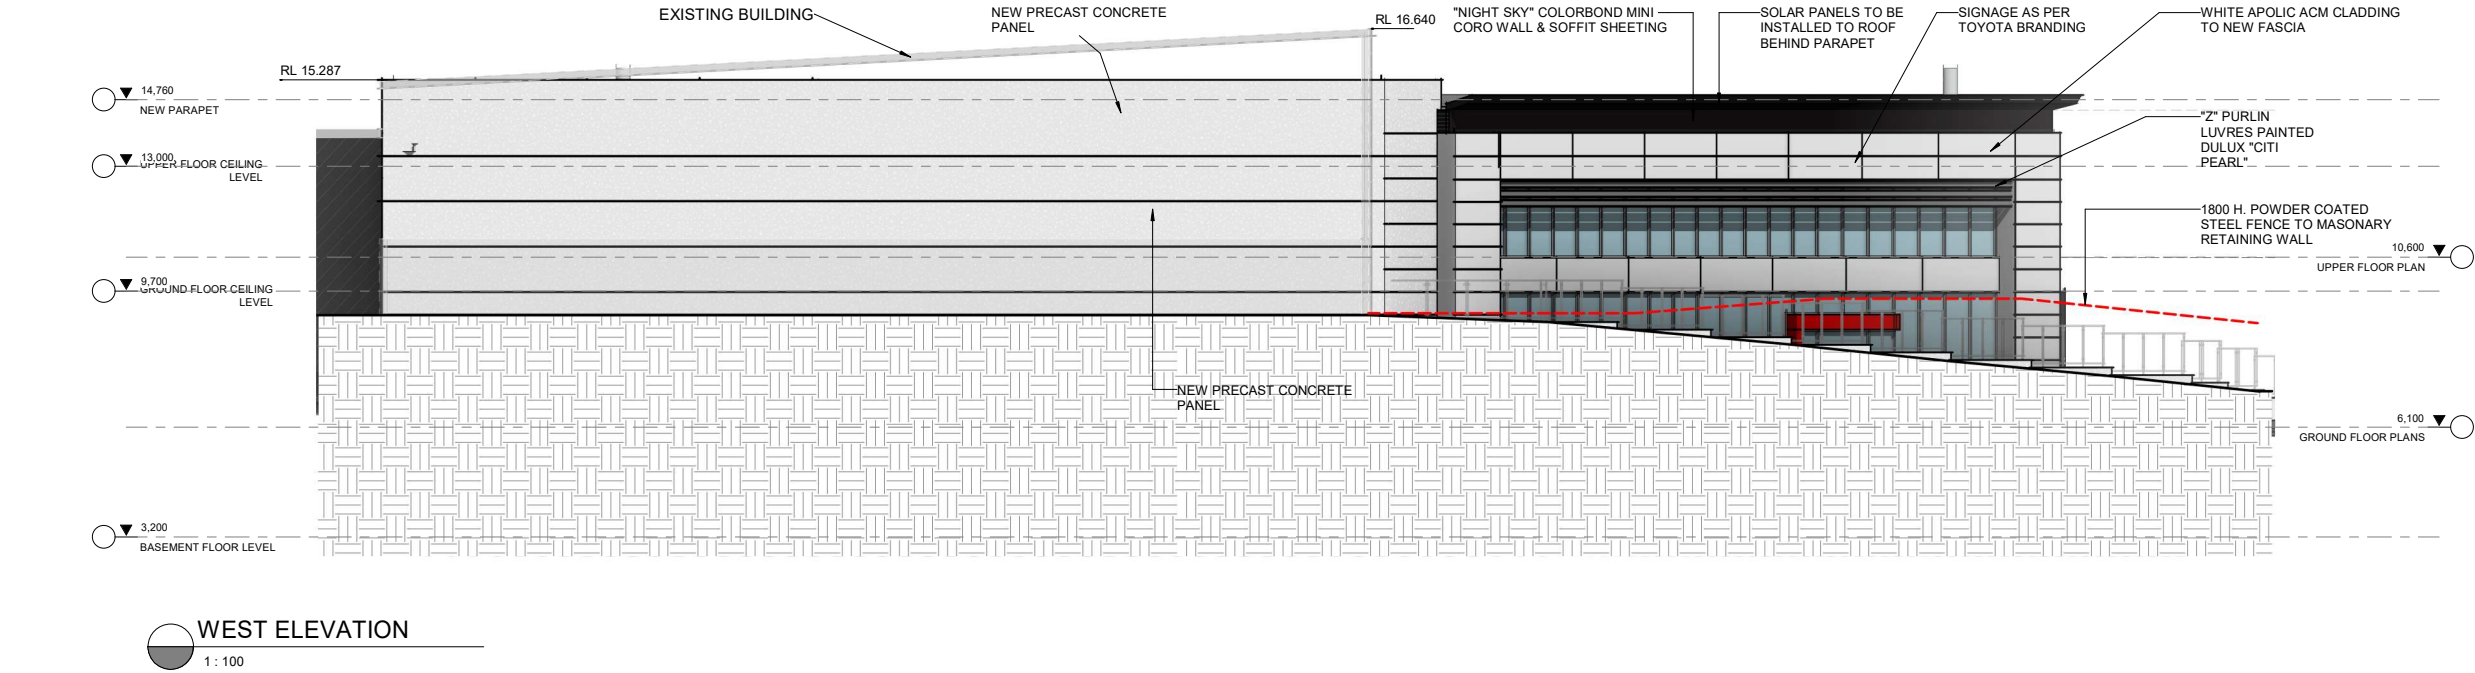 EXISTING BUILDING
NEW PRECAST CONCRETE
PANEL
RL 16.640
"NIGHT SKY" COLORBOND MINI
CORO WALL & SOFFIT SHEETING
SOLAR PANELS TO BE
INSTALLED TO ROOF
BEHIND PARAPET
SIGNAGE AS PER
TOYOTA BRANDING
WHITE APOLIC ACM CLADDING
TO NEW FASCIA
RL 15.287
14,760
NEW PARAPET
"Z" PURLIN
LUVRES PAINTED
DULUX "CITI
PEARL"
13,000
UPPER FLOOR CEILING
LEVEL
1800 H. POWDER COATED
STEEL FENCE TO MASONARY
RETAINING WALL
10,600
UPPER FLOOR PLAN
9,700
GROUND FLOOR CEILING
LEVEL
NEW PRECAST CONCRETE
PANEL
6,100
GROUND FLOOR PLANS
3,200
BASEMENT FLOOR LEVEL
WEST ELEVATION
1 : 100